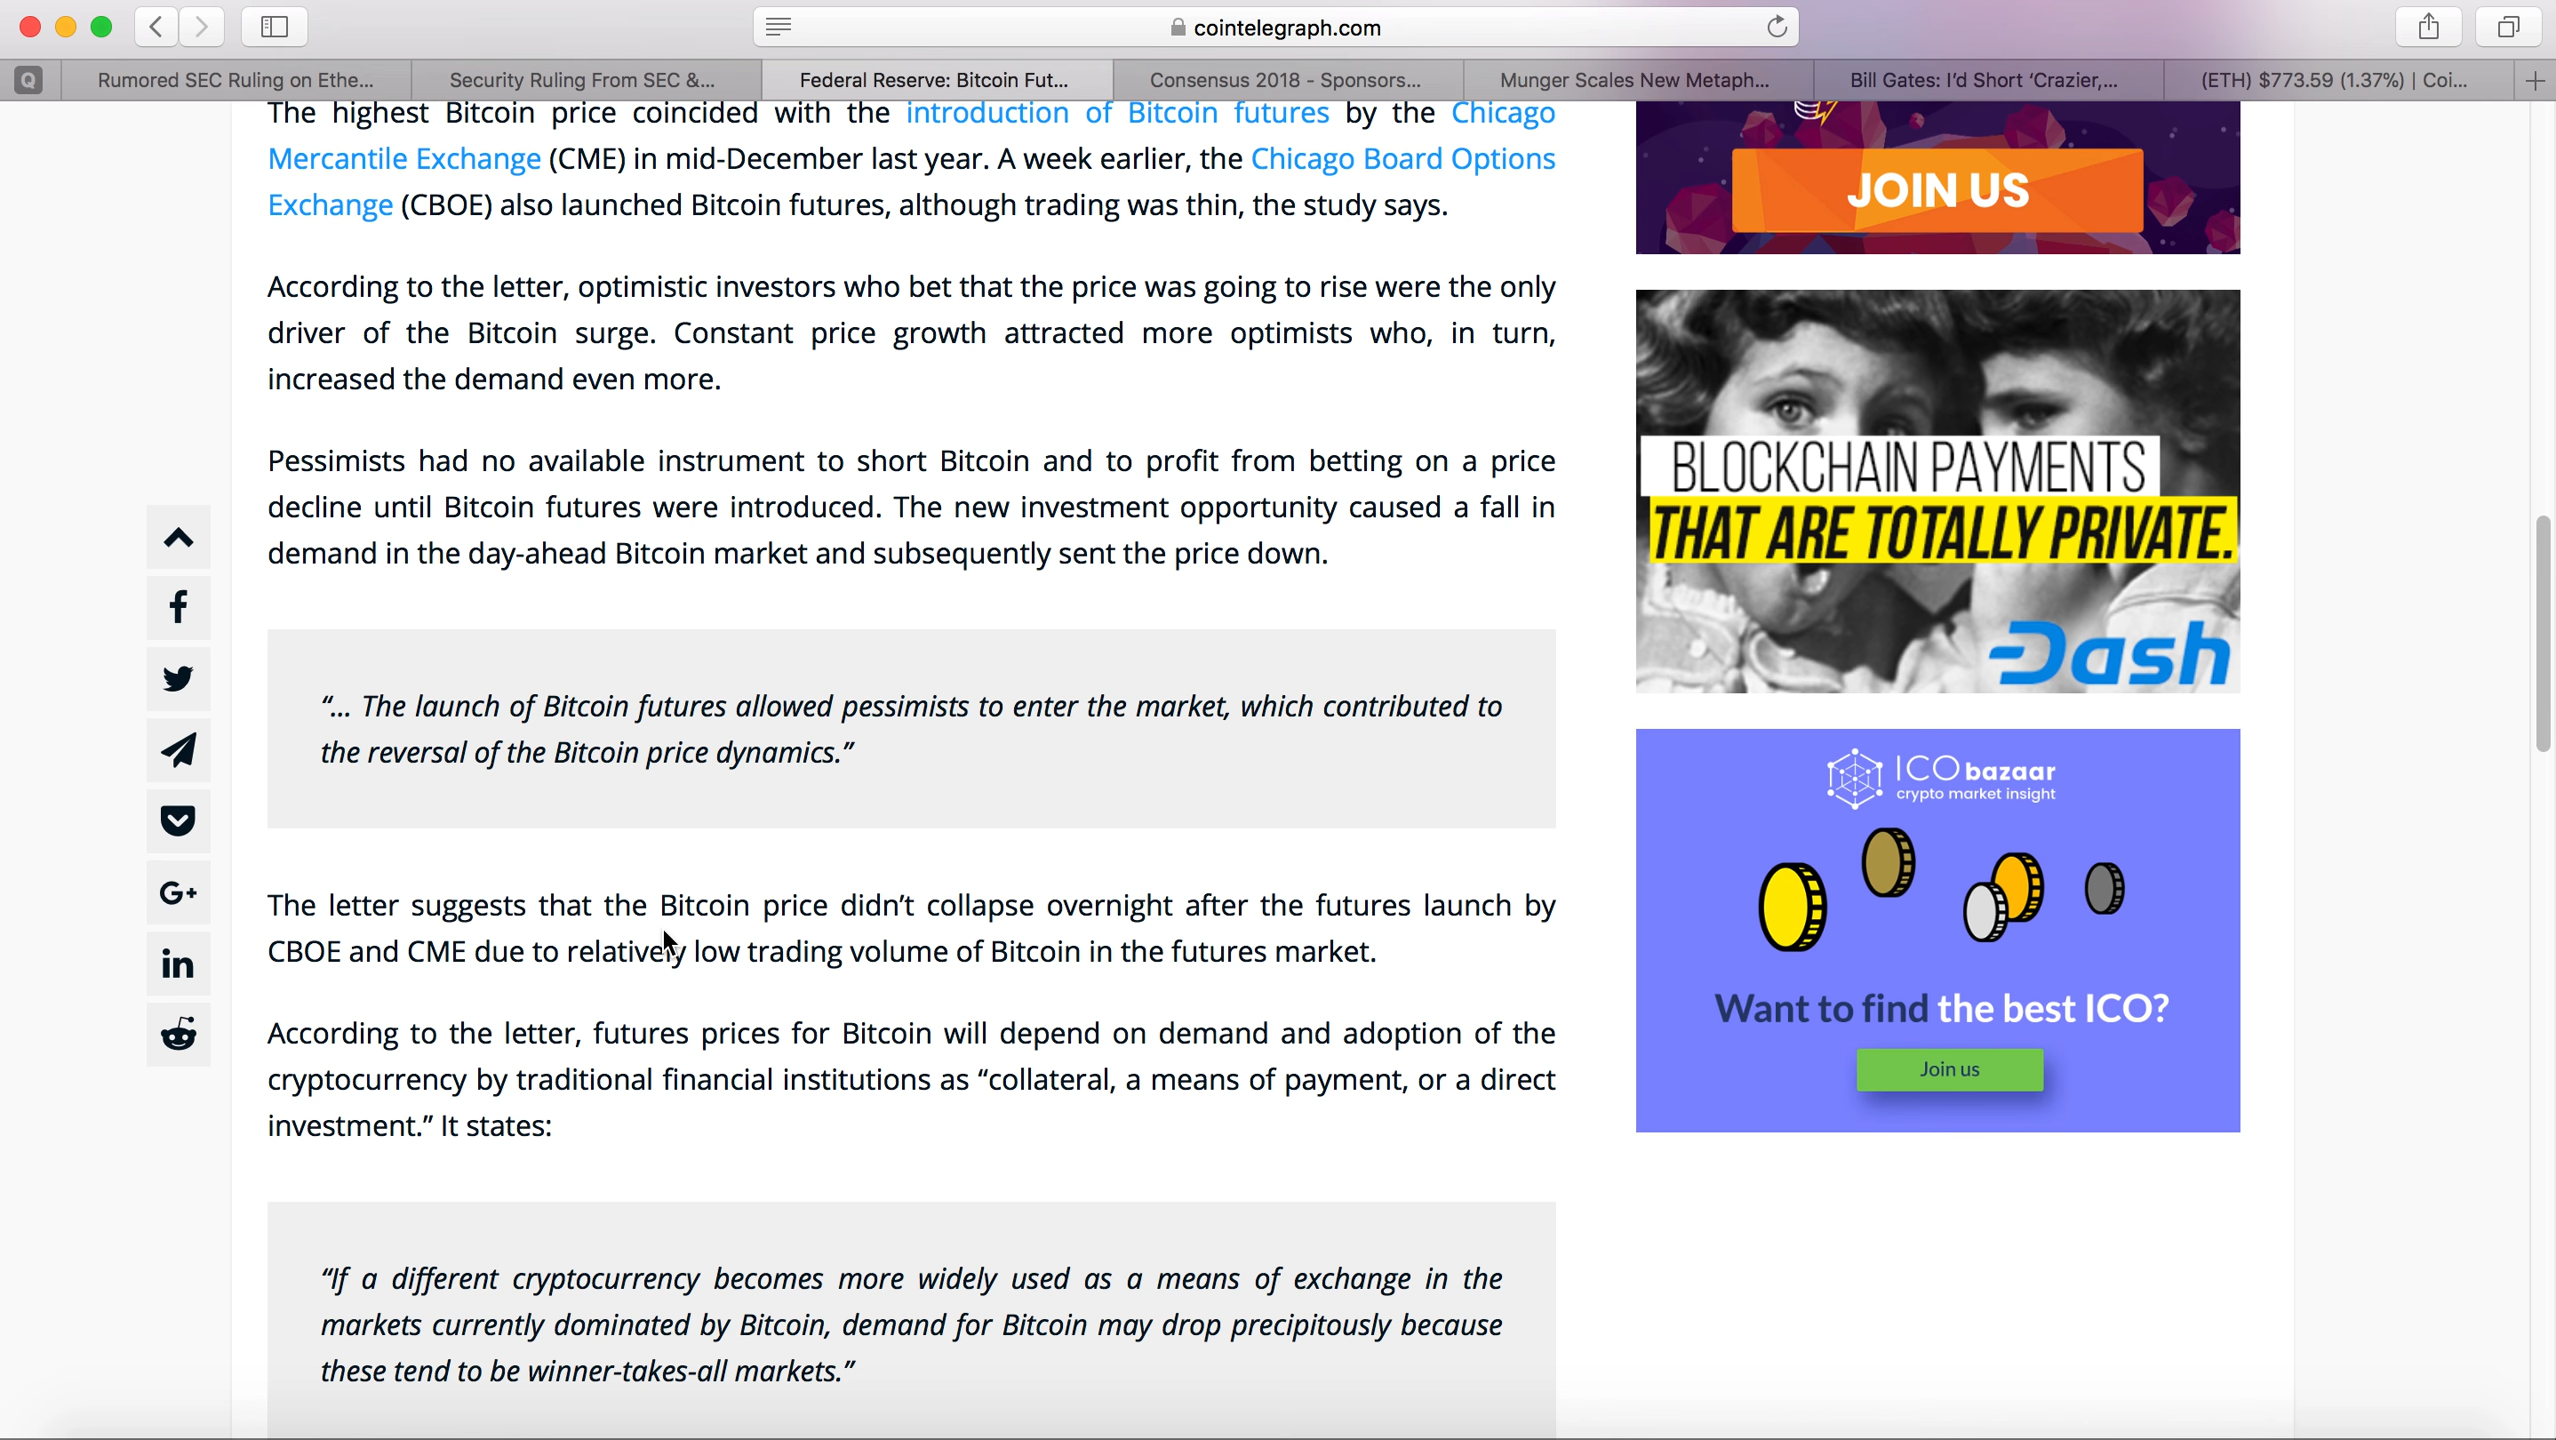 cointelegraph.com
Q
Rumored SEC Ruling on Ethe...
Security Ruling From SEC &...
Federal Reserve: Bitcoin Fut...
Consensus 2018 - Sponsors...
Munger Scales New Metaph...
Bill Gates: I'd Short 'Crazier,...
(ETH) $773.59 (1.37%) | Coi...
The highest Bitcoin price coincided with the introduction of Bitcoin futures by the Chicago
Mercantile Exchange (CME) in mid-December last year. A week earlier, the Chicago Board Options
Exchange (CBOE) also launched Bitcoin futures, although trading was thin, the study says.
According to the letter, optimistic investors who bet that the price was going to rise were the only
driver of the Bitcoin surge. Constant price growth attracted more optimists who, in turn,
increased the demand even more.
Pessimists had no available instrument to short Bitcoin and to profit from betting on a price
decline until Bitcoin futures were introduced. The new investment opportunity caused a fall in
demand in the day-ahead Bitcoin market and subsequently sent the price down.
“... The launch of Bitcoin futures allowed pessimists to enter the market, which contributed to
the reversal of the Bitcoin price dynamics.”
The letter suggests that the Bitcoin price didn’t collapse overnight after the futures launch by
CBOE and CME due to relatively low trading volume of Bitcoin in the futures market.
According to the letter, futures prices for Bitcoin will depend on demand and adoption of the
cryptocurrency by traditional financial institutions as “collateral, a means of payment, or a direct
investment.” It states:
“If a different cryptocurrency becomes more widely used as a means of exchange in the
markets currently dominated by Bitcoin, demand for Bitcoin may drop precipitously because
these tend to be winner-takes-all markets.”
f
G+
in
JOIN US
BLOCKCHAIN PAYMENTS
THAT ARE TOTALLY PRIVATE.
Dash
ICO bazaar
crypto market insight
Want to find the best ICO?
Join us